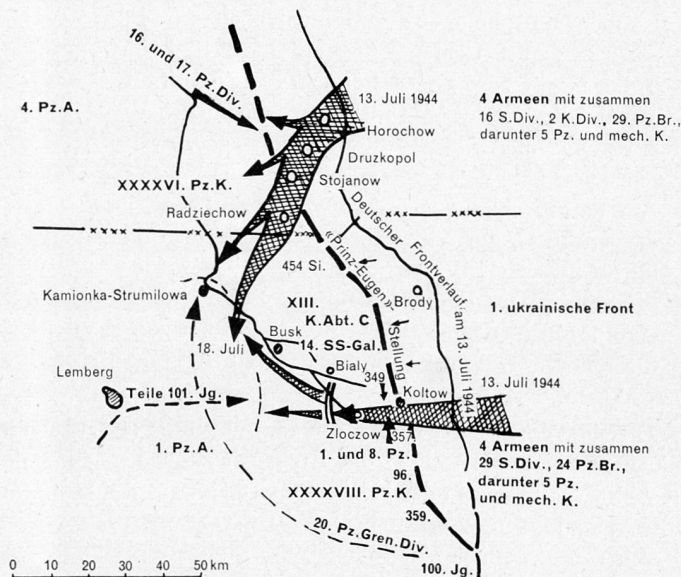 16. und 17. Pz. Div.
4. Pz.A.
13. Juli 1944
4 Armeen mit zusammen
16 S.Div., 2 K.Div., 29. Pz.Br.,
darunter 5 Pz. und mech. K.
Horochow
Druzkopol
XXXXVI. Pz.K.
Stojanow
Radziechow
Deutscher Frontverlauf am 13. Juli 1944
«Prinz-Eugen»-Stellung
454 Si.
Kamionka-Strumilowa
XIII.
K.Abt. C
Brody
1. ukrainische Front
Busk
18. Juli
14. SS-Gal.
Bialy
349
Lemberg
Teile 101. Jg.
Koltow
13. Juli 1944
Zloczow
357.
1. Pz.A.
1. und 8. Pz.
4 Armeen mit zusammen
29 S.Div., 24 Pz.Br.,
darunter 5 Pz.
und mech. K.
96.
XXXXVIII. Pz.K.
359.
20. Pz.Gren.Div.
100. Jg.
0 10 20 30 40 50 km